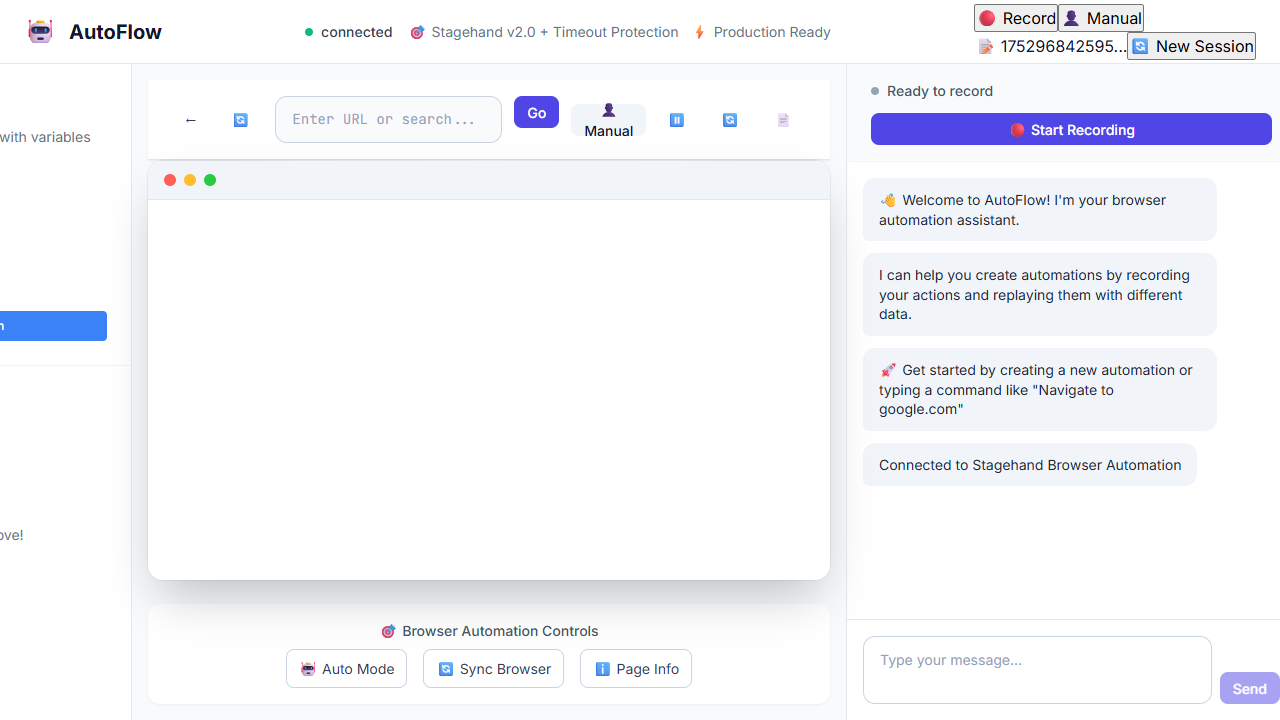 AutoFlow
connected
Stagehand v2.0 + Timeout Protection
Production Ready
Record
Manual
175296842595...
New Session
with variables
n
ove!
←
Enter URL or search...
Go
Manual
Browser Automation Controls
Auto Mode
Sync Browser
Page Info
Ready to record
Start Recording
Welcome to AutoFlow! I'm your browser
automation assistant.
I can help you create automations by recording
your actions and replaying them with different
data.
Get started by creating a new automation or
typing a command like "Navigate to
google.com"
Connected to Stagehand Browser Automation
Type your message...
Send